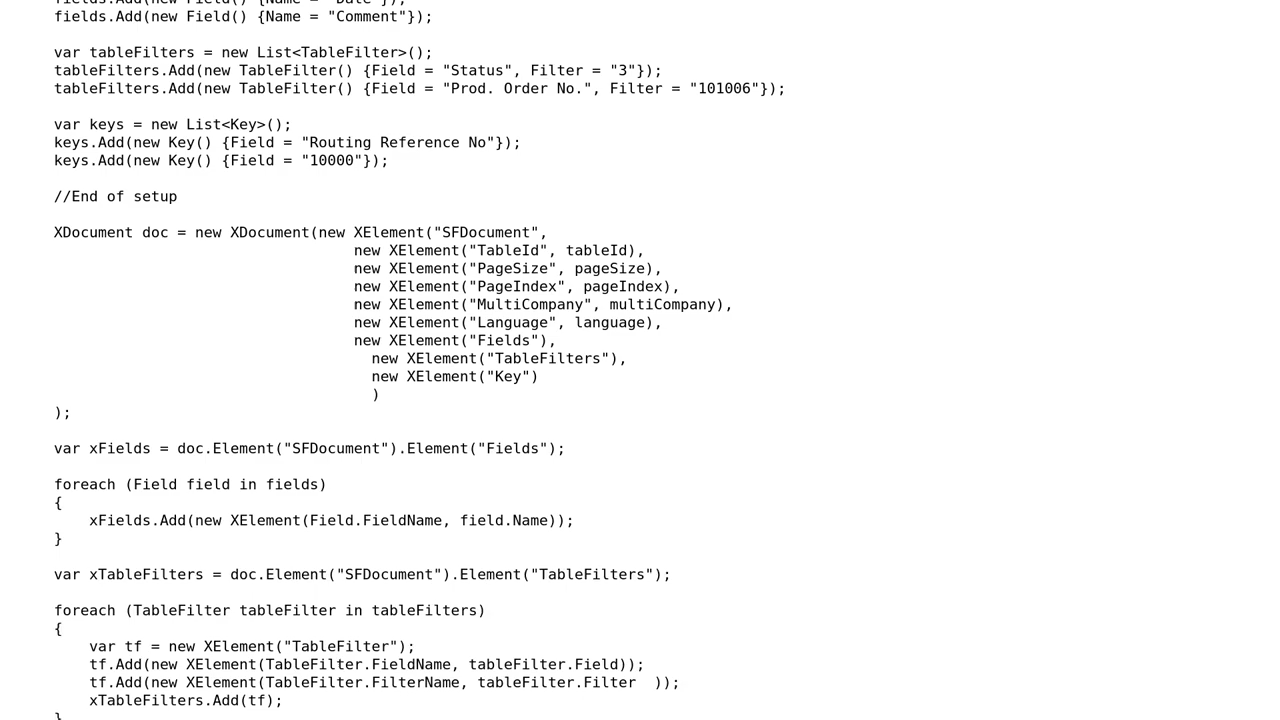 fields.Add(new Field() {Name = "Date"});
fields.Add(new Field() {Name = "Comment"});
var tableFilters = new List<TableFilter>();
tableFilters.Add(new TableFilter() {Field = "Status", Filter = "3"});
tableFilters.Add(new TableFilter() {Field = "Prod. Order No.", Filter = "101006"});
var keys = new List<Key>();
keys.Add(new Key() {Field = "Routing Reference No"});
keys.Add(new Key() {Field = "10000"});
//End of setup
XDocument doc = new XDocument(new XElement("SFDocument",
new XElement("TableId", tableId),
new XElement("PageSize", pageSize),
new XElement("PageIndex", pageIndex),
new XElement("MultiCompany", multiCompany),
new XElement("Language", language),
new XElement("Fields"),
new XElement("TableFilters"),
new XElement("Key")
)
);
var xFields = doc.Element("SFDocument").Element("Fields");
foreach (Field field in fields)
{
xFields.Add(new XElement(Field.FieldName, field.Name));
}
var xTableFilters = doc.Element("SFDocument").Element("TableFilters");
foreach (TableFilter tableFilter in tableFilters)
{
var tf = new XElement("TableFilter");
tf.Add(new XElement(TableFilter.FieldName, tableFilter.Field));
tf.Add(new XElement(TableFilter.FilterName, tableFilter.Filter  ));
xTableFilters.Add(tf);
}